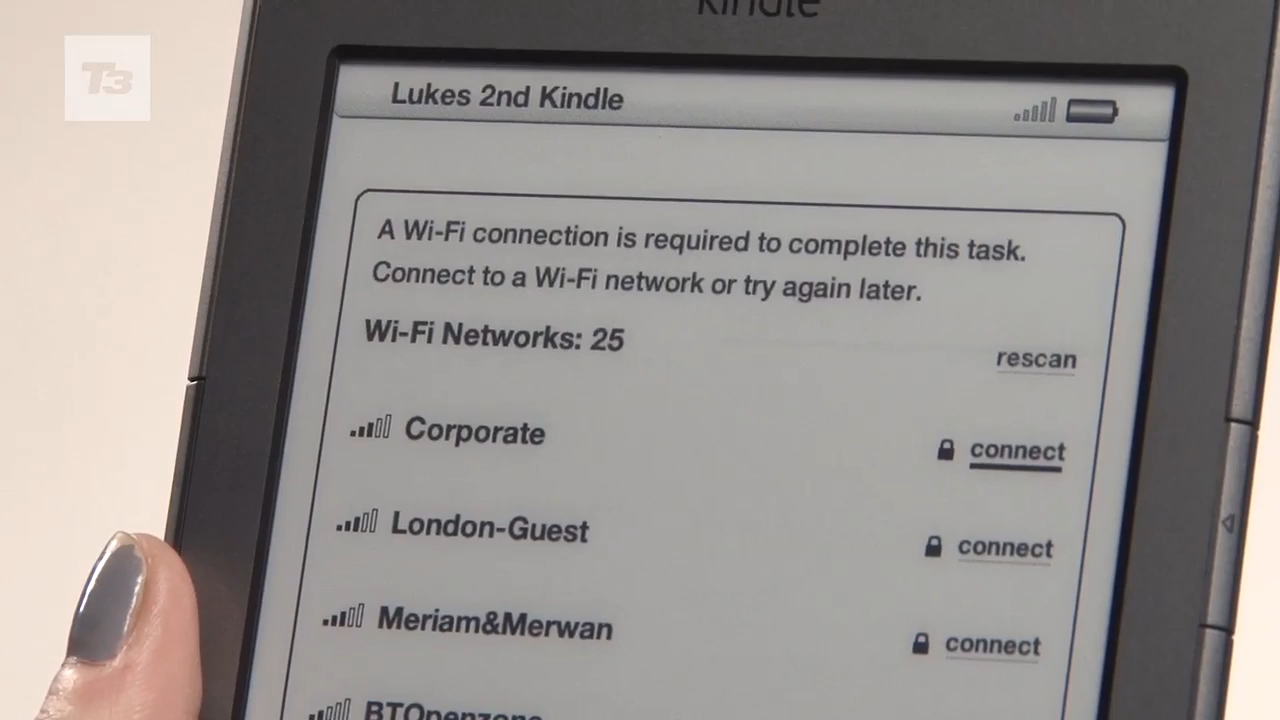 kindle
T3
Lukes 2nd Kindle
A Wi-Fi connection is required to complete this task.
Connect to a Wi-Fi network or try again later.
Wi-Fi Networks: 25
rescan
Corporate connect
London-Guest connect
Meriam&Merwan connect
BTOpenzone